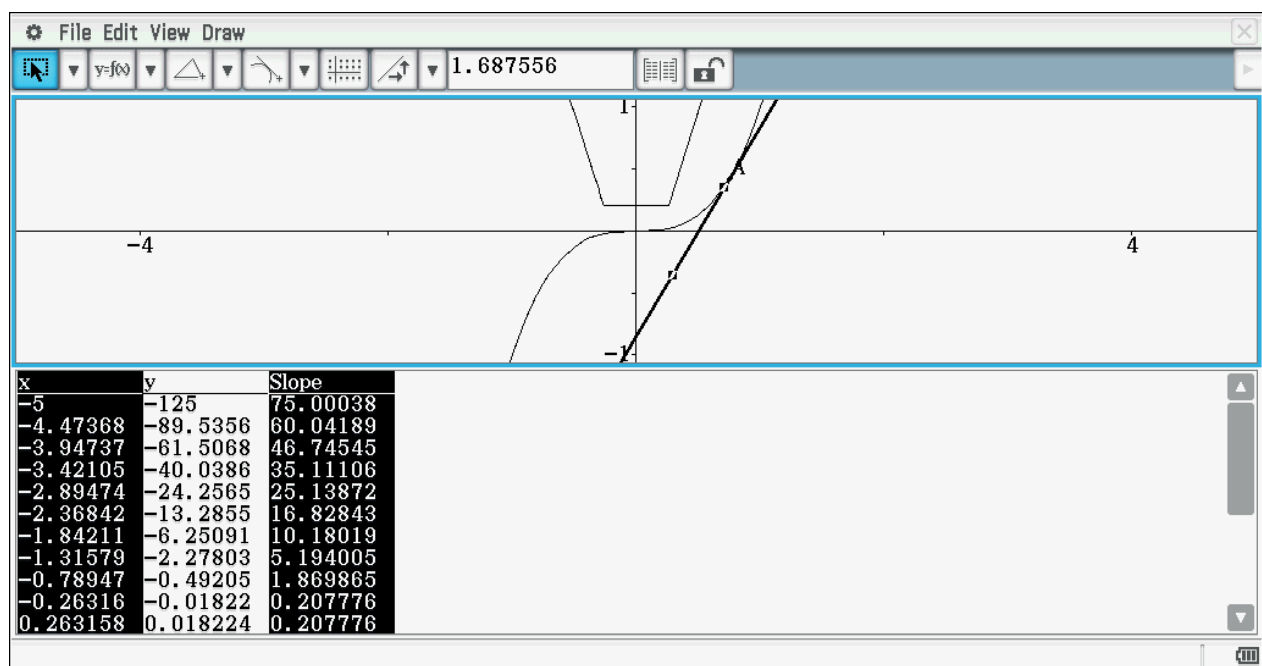 File Edit View Draw
y=f(x) 1.687556
1
A
-4 4
-1
x y Slope
-5 -125 75.00038
-4.47368 -89.5356 60.04189
-3.94737 -61.5068 46.74545
-3.42105 -40.0386 35.11106
-2.89474 -24.2565 25.13872
-2.36842 -13.2855 16.82843
-1.84211 -6.25091 10.18019
-1.31579 -2.27803 5.194005
-0.78947 -0.49205 1.869865
-0.26316 -0.01822 0.207776
0.263158 0.018224 0.207776